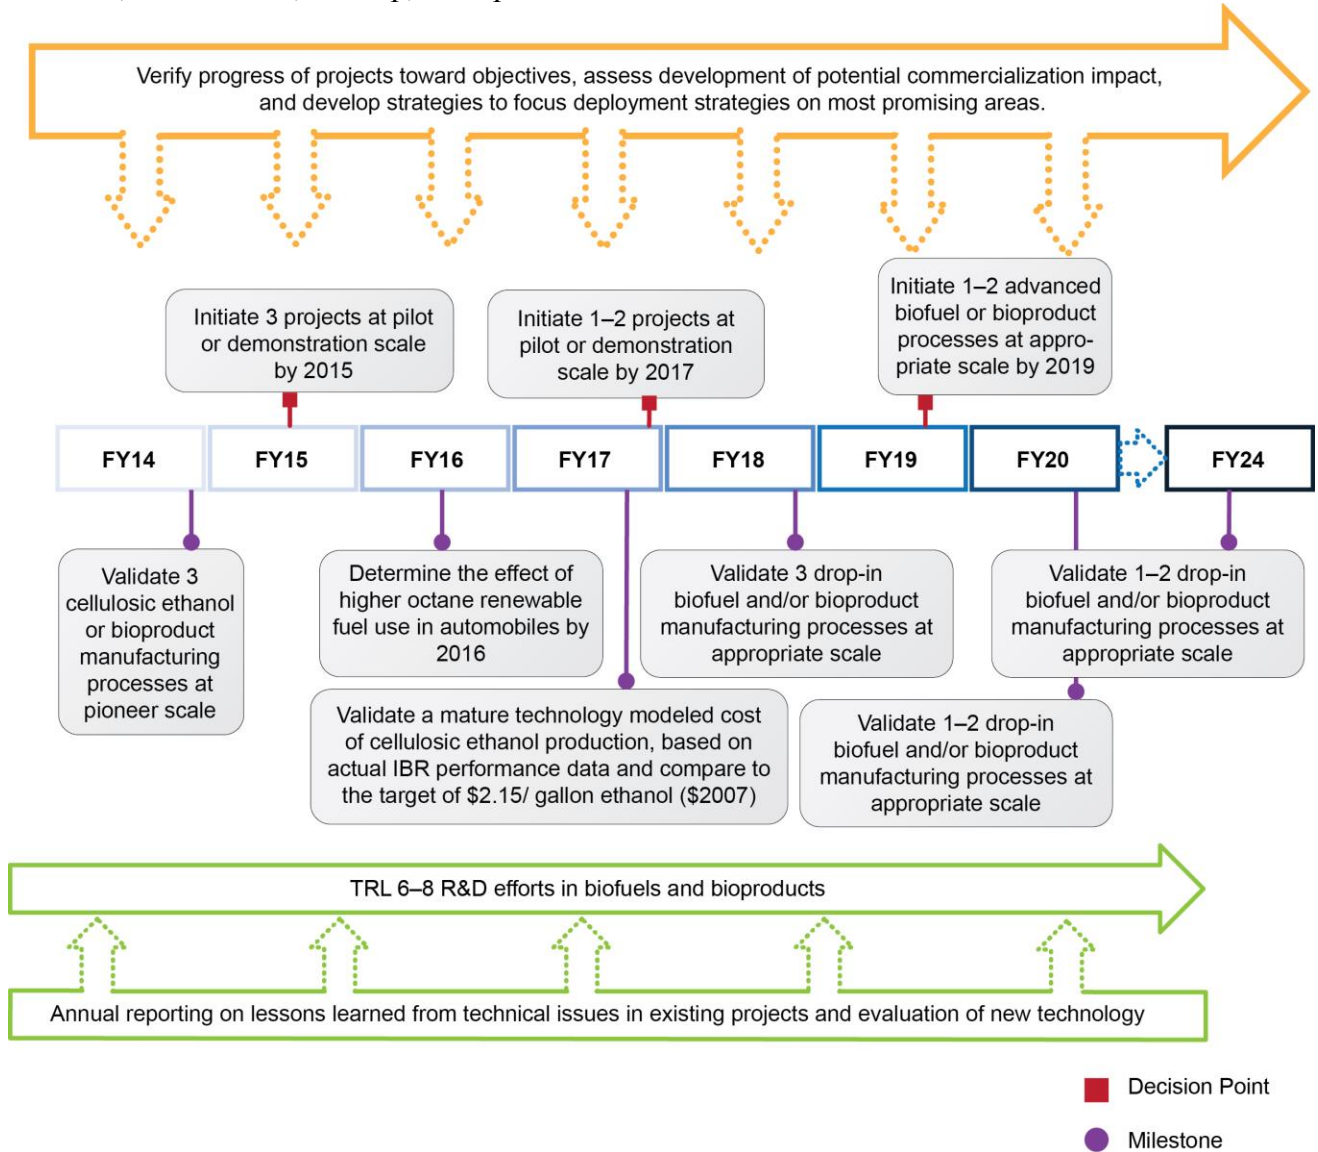 Verify progress of projects toward objectives, assess development of potential commercialization impact,
and develop strategies to focus deployment strategies on most promising areas.
Initiate 3 projects at pilot
or demonstration scale
by 2015
Initiate 1–2 projects at
pilot or demonstration
scale by 2017
Initiate 1–2 advanced
biofuel or bioproduct
processes at appro-
priate scale by 2019
FY14
FY15
FY16
FY17
FY18
FY19
FY20
FY24
Validate 3
cellulosic ethanol
or bioproduct
manufacturing
processes at
pioneer scale
Determine the effect of
higher octane renewable
fuel use in automobiles by
2016
Validate a mature technology modeled cost
of cellulosic ethanol production, based on
actual IBR performance data and compare to
the target of $2.15/ gallon ethanol ($2007)
Validate 3 drop-in
biofuel and/or bioproduct
manufacturing processes at
appropriate scale
Validate 1–2 drop-in
biofuel and/or bioproduct
manufacturing processes at
appropriate scale
Validate 1–2 drop-in
biofuel and/or bioproduct
manufacturing processes at
appropriate scale
TRL 6–8 R&D efforts in biofuels and bioproducts
Annual reporting on lessons learned from technical issues in existing projects and evaluation of new technology
Decision Point
Milestone